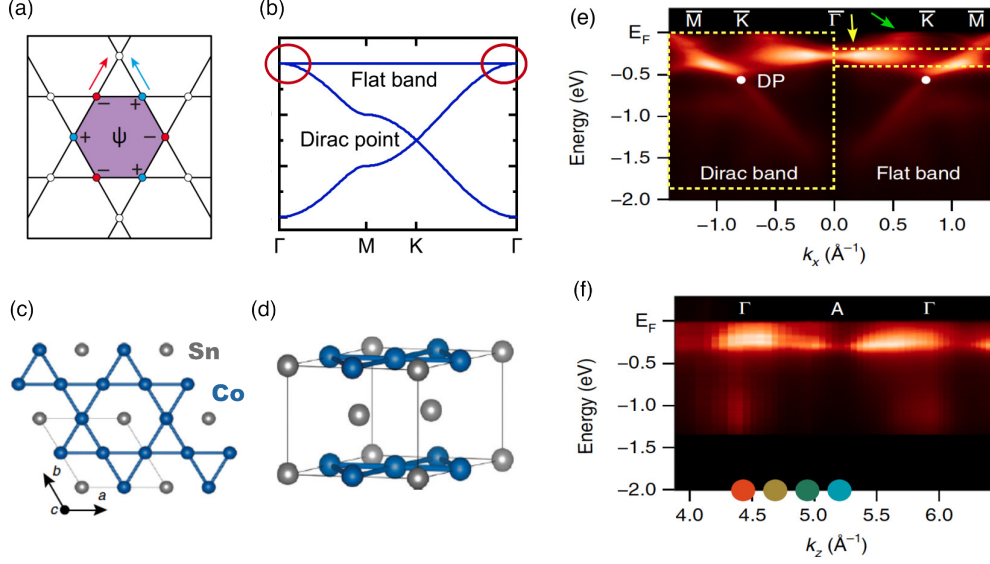 (a)
− +
+ ψ −
− +
(b)
Flat band
Dirac point
Γ M K Γ
(c)
Sn
Co
b
a
c
(d)
(e)
M̅ K̅ Γ̅ K̅ M̅
E_F
−0.5
−1.0
−1.5
−2.0
Energy (eV)
DP
Dirac band
Flat band
−1.0 −0.5 0.0 0.5 1.0
k_x (Å⁻¹)
(f)
Γ A Γ
E_F
−0.5
−1.0
−1.5
−2.0
Energy (eV)
4.0 4.5 5.0 5.5 6.0
k_z (Å⁻¹)